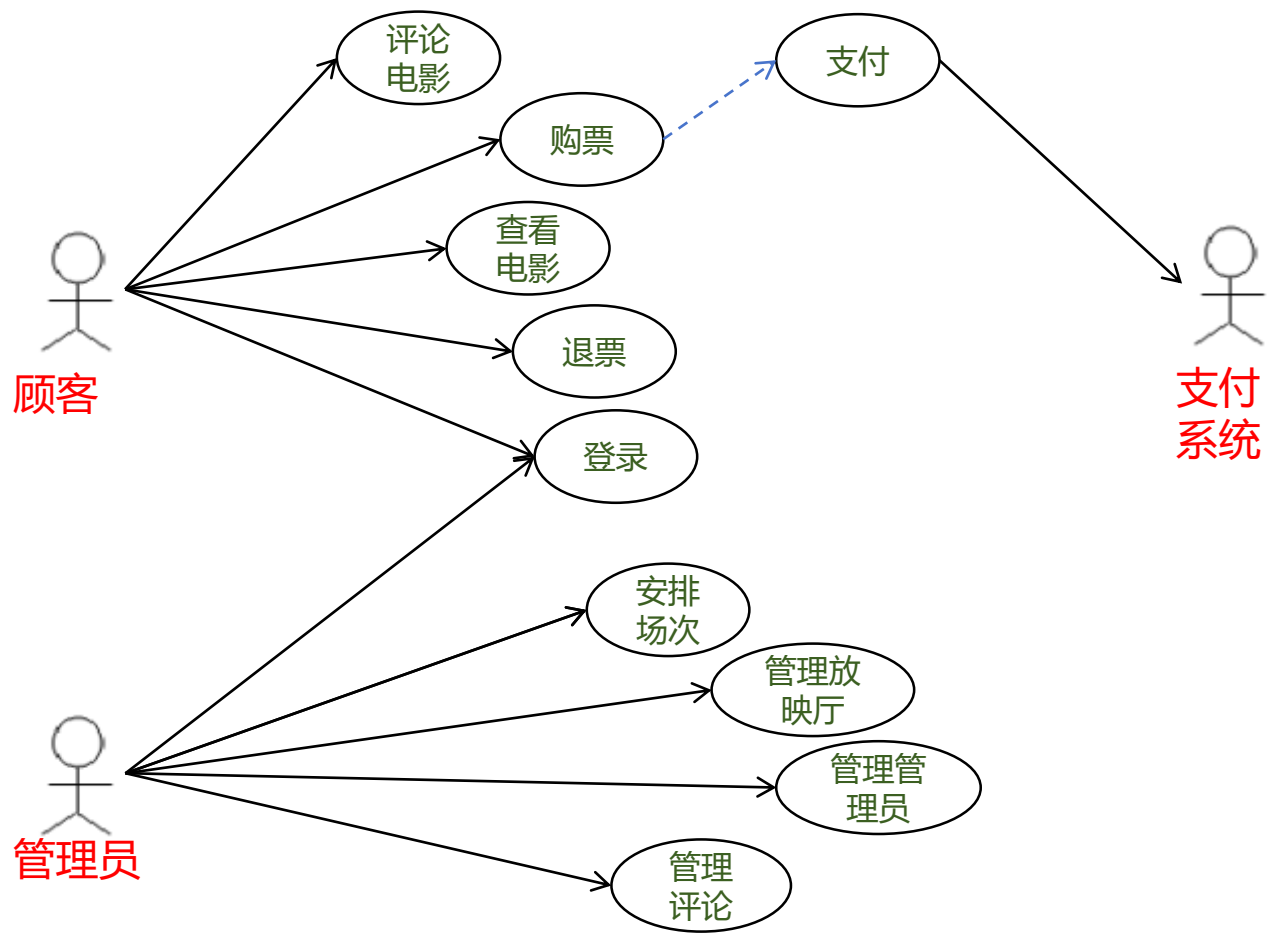 评论
电影
支付
购票
查看
电影
退票
顾客
支付
系统
登录
安排
场次
管理放
映厅
管理管
理员
管理员
管理
评论